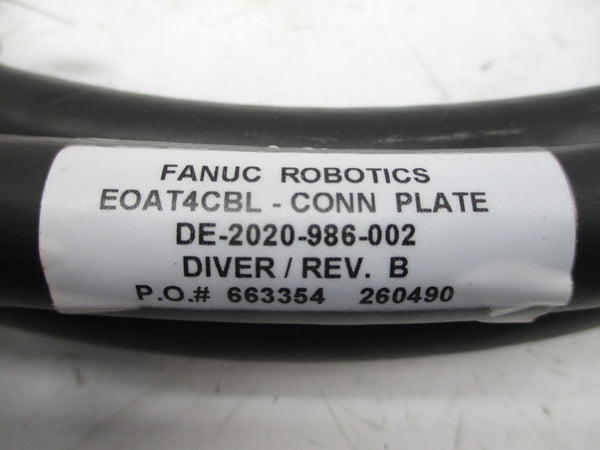 FANUC ROBOTICS
EOAT4CBL - CONN PLATE
DE-2020-986-002
DIVER / REV. B
P.O.# 663354 260490